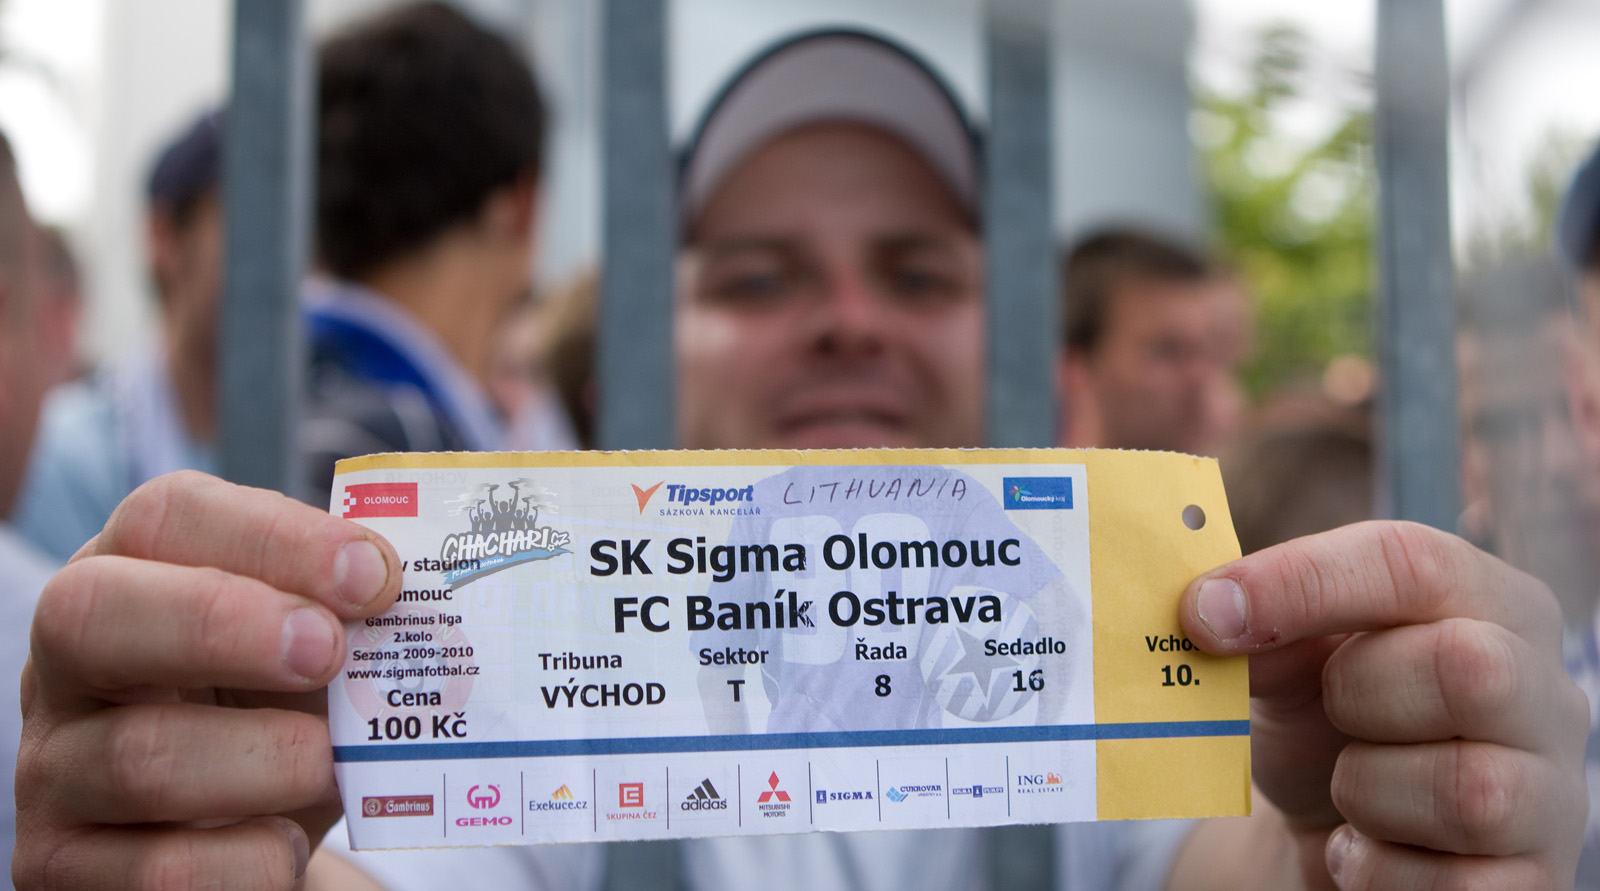 OLOMOUC
CHACHARI.cz
Tipsport
SÁZKOVÁ KANCELÁŘ
LITHUANIA
Olomoucký kraj
v stadion
omouc
Gambrinus liga
2.kolo
Sezona 2009-2010
www.sigmafotbal.cz
Cena
100 Kč
SK Sigma Olomouc
FC Baník Ostrava
Tribuna
VÝCHOD
Sektor
T
Řada
8
Sedadlo
16
Vcho
10.
Gambrinus
GEMO
Exekuce.cz
SKUPINA ČEZ
adidas
MITSUBISHI
MOTORS
SIGMA
CUKROVAR
ING
REAL ESTATE